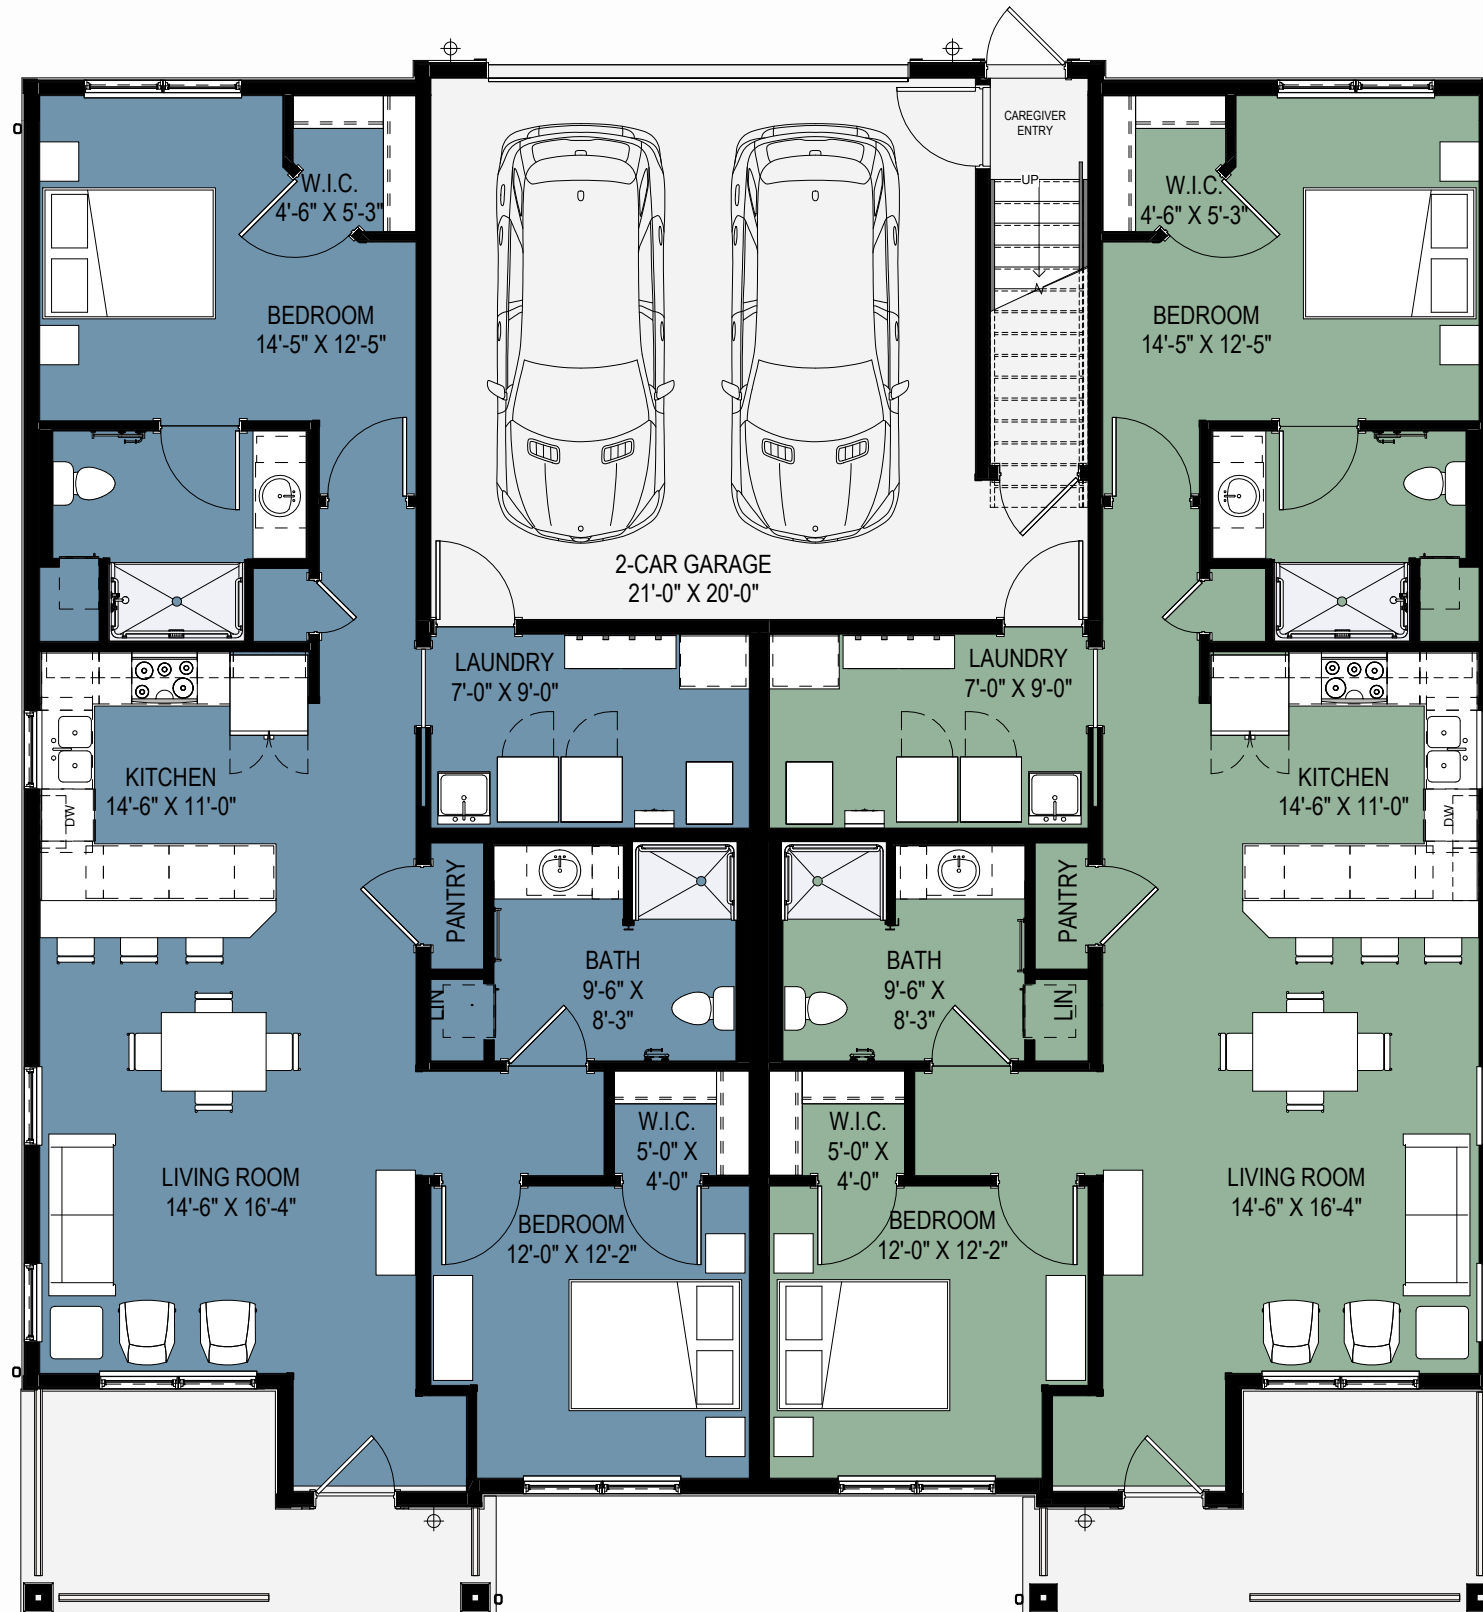 CAREGIVER
ENTRY
UP
W.I.C.
4'-6" X 5'-3"
W.I.C.
4'-6" X 5'-3"
BEDROOM
14'-5" X 12'-5"
BEDROOM
14'-5" X 12'-5"
2-CAR GARAGE
21'-0" X 20'-0"
LAUNDRY
7'-0" X 9'-0"
LAUNDRY
7'-0" X 9'-0"
KITCHEN
14'-6" X 11'-0"
DW
KITCHEN
14'-6" X 11'-0"
DW
PANTRY
PANTRY
BATH
9'-6" X
8'-3"
BATH
9'-6" X
8'-3"
LIN
LIN
W.I.C.
5'-0" X
4'-0"
W.I.C.
5'-0" X
4'-0"
LIVING ROOM
14'-6" X 16'-4"
LIVING ROOM
14'-6" X 16'-4"
BEDROOM
12'-0" X 12'-2"
BEDROOM
12'-0" X 12'-2"